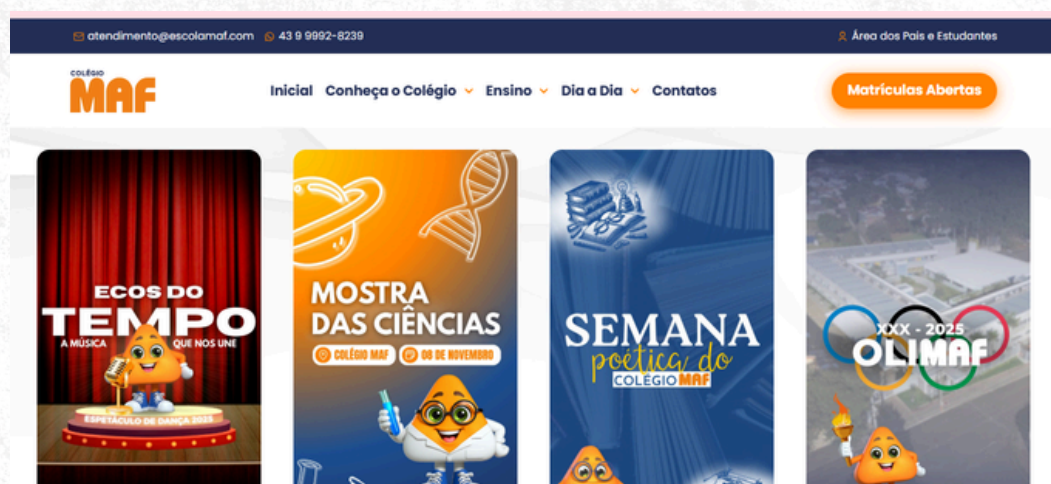 atendimento@escolamaf.com 43 9 9992-8239 Área dos Pais e Estudantes
COLÉGIO
MAF
Inicial Conheça o Colégio Ensino Dia a Dia Contatos
Matrículas Abertas
ECOS DO
TEMPO
A MÚSICA QUE NOS UNE
ESPETÁCULO DE DANÇA 2025
MOSTRA
DAS CIÊNCIAS
COLÉGIO MAF 08 DE NOVEMBRO
SEMANA
poética do
COLÉGIO MAF
XXX - 2025
OLIMAF